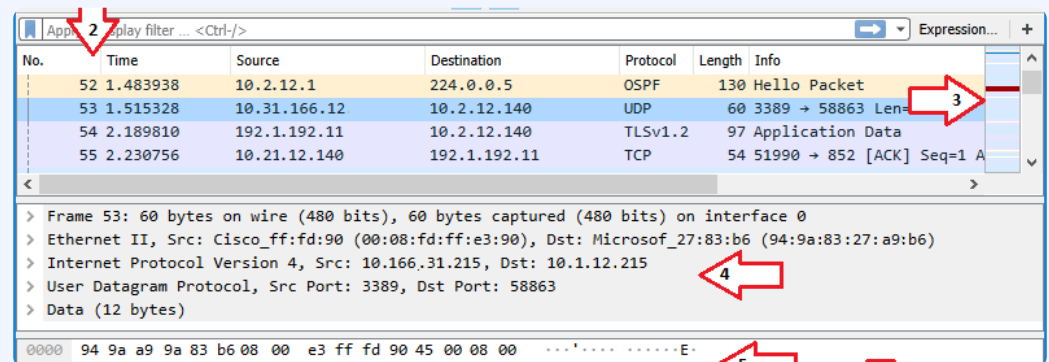 Apply 2 display filter ... <Ctrl-/> Expression... +
No. Time Source Destination Protocol Length Info
52 1.483938 10.2.12.1 224.0.0.5 OSPF 130 Hello Packet
53 1.515328 10.31.166.12 10.2.12.140 UDP 60 3389 → 58863 Len= 3
54 2.189810 192.1.192.11 10.2.12.140 TLSv1.2 97 Application Data
55 2.230756 10.21.12.140 192.1.192.11 TCP 54 51990 → 852 [ACK] Seq=1 A
> Frame 53: 60 bytes on wire (480 bits), 60 bytes captured (480 bits) on interface 0
> Ethernet II, Src: Cisco_ff:fd:90 (00:08:fd:ff:e3:90), Dst: Microsof_27:83:b6 (94:9a:83:27:a9:b6)
> Internet Protocol Version 4, Src: 10.166.31.215, Dst: 10.1.12.215
4
> User Datagram Protocol, Src Port: 3389, Dst Port: 58863
> Data (12 bytes)
0000 94 9a a9 9a 83 b6 08 00 e3 ff fd 90 45 00 08 00 ···'···· ······E·